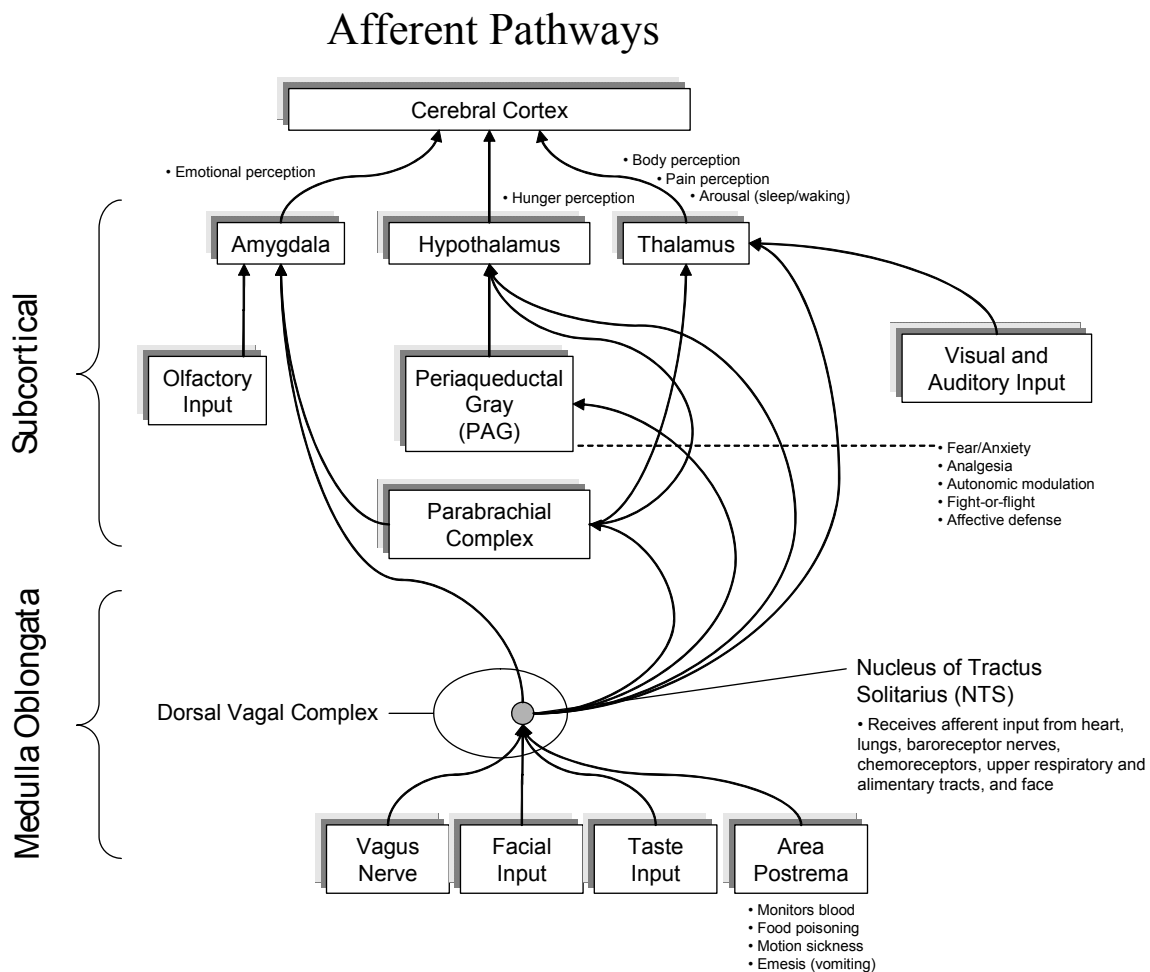 Afferent Pathways
Cerebral Cortex
• Emotional perception
• Hunger perception
• Body perception
• Pain perception
• Arousal (sleep/waking)
Subcortical
Amygdala
Hypothalamus
Thalamus
Olfactory
Input
Periaqueductal
Gray
(PAG)
Visual and
Auditory Input
• Fear/Anxiety
• Analgesia
• Autonomic modulation
• Fight-or-flight
• Affective defense
Parabrachial
Complex
Medulla Oblongata
Dorsal Vagal Complex
Nucleus of Tractus
Solitarius (NTS)
• Receives afferent input from heart,
lungs, baroreceptor nerves,
chemoreceptors, upper respiratory and
alimentary tracts, and face
Vagus
Nerve
Facial
Input
Taste
Input
Area
Postrema
• Monitors blood
• Food poisoning
• Motion sickness
• Emesis (vomiting)